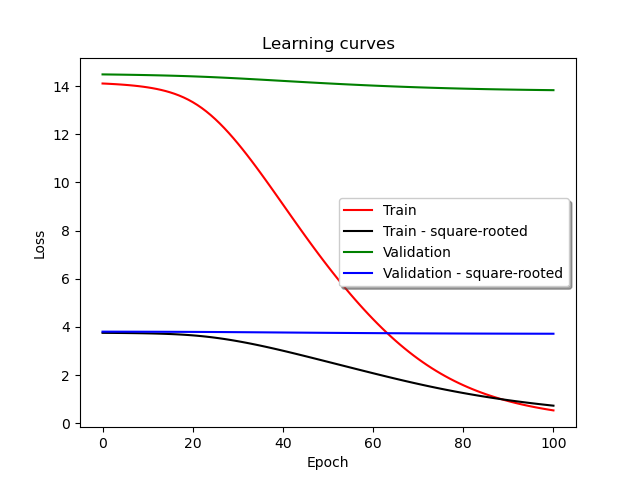 Learning curves
Loss
14
12
10
8
6
4
2
0
Train
Train - square-rooted
Validation
Validation - square-rooted
0 20 40 60 80 100
Epoch